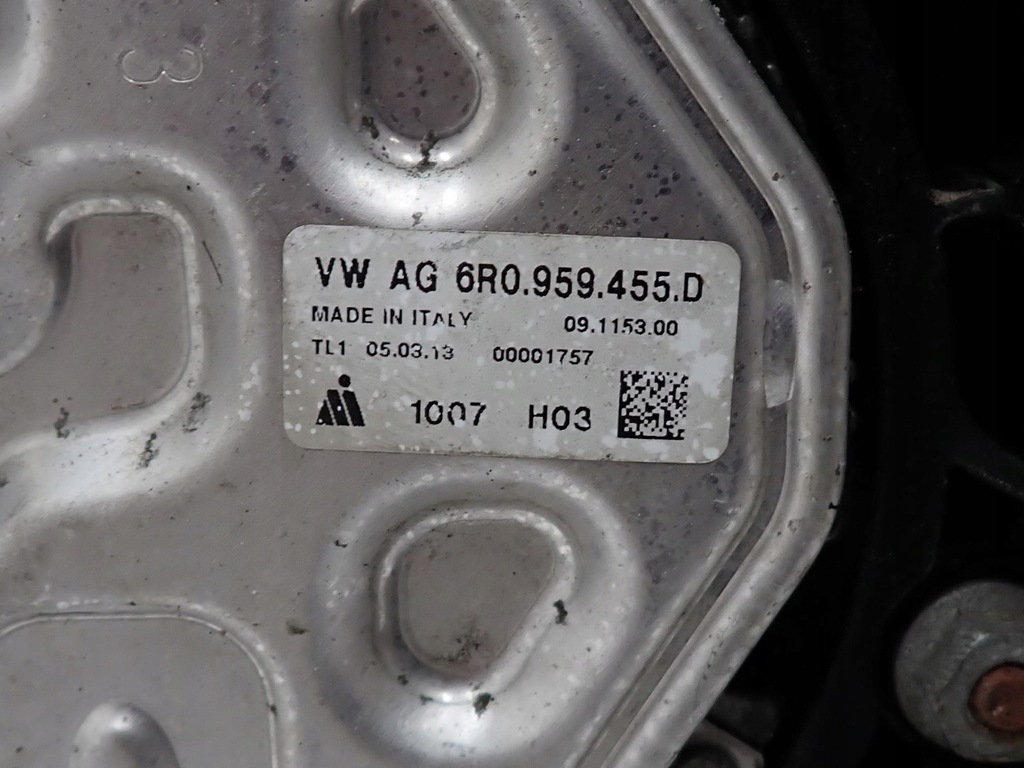 3
VW AG 6R0.959.455.D
MADE IN ITALY 09.1153.00
TL1 05.03.13 00001757
1007 H03